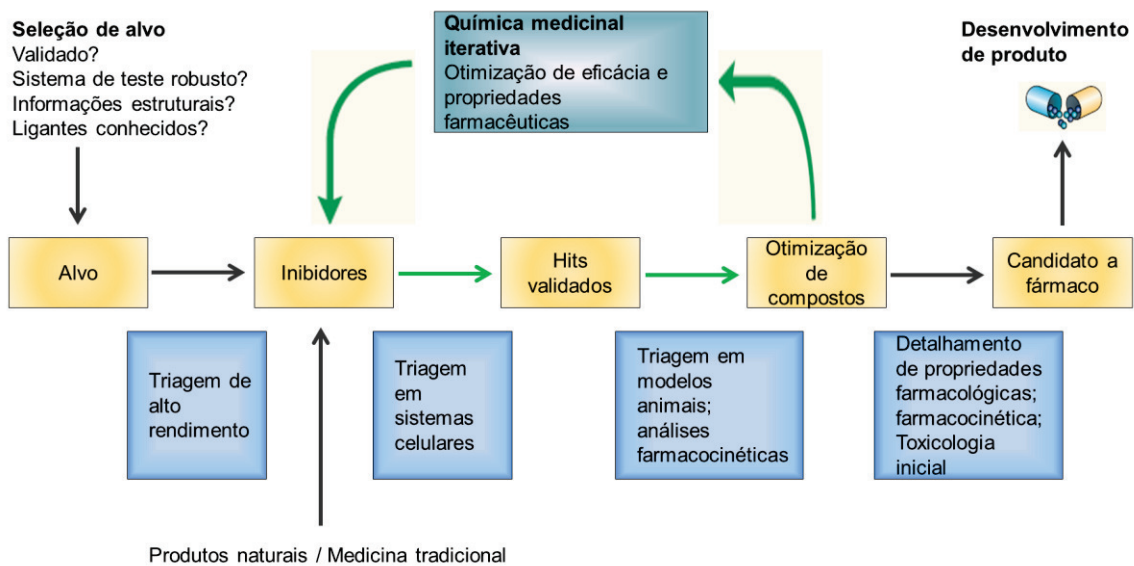 Seleção de alvo
Validado?
Sistema de teste robusto?
Informações estruturais?
Ligantes conhecidos?
Química medicinal
iterativa
Otimização de eficácia e
propriedades
farmacêuticas
Desenvolvimento
de produto
Alvo
Inibidores
Hits
validados
Otimização
de
compostos
Candidato a
fármaco
Triagem de
alto
rendimento
Triagem
em
sistemas
celulares
Triagem em
modelos
animais;
análises
farmacocinéticas
Detalhamento
de propriedades
farmacológicas;
farmacocinética;
Toxicologia
inicial
Produtos naturais / Medicina tradicional